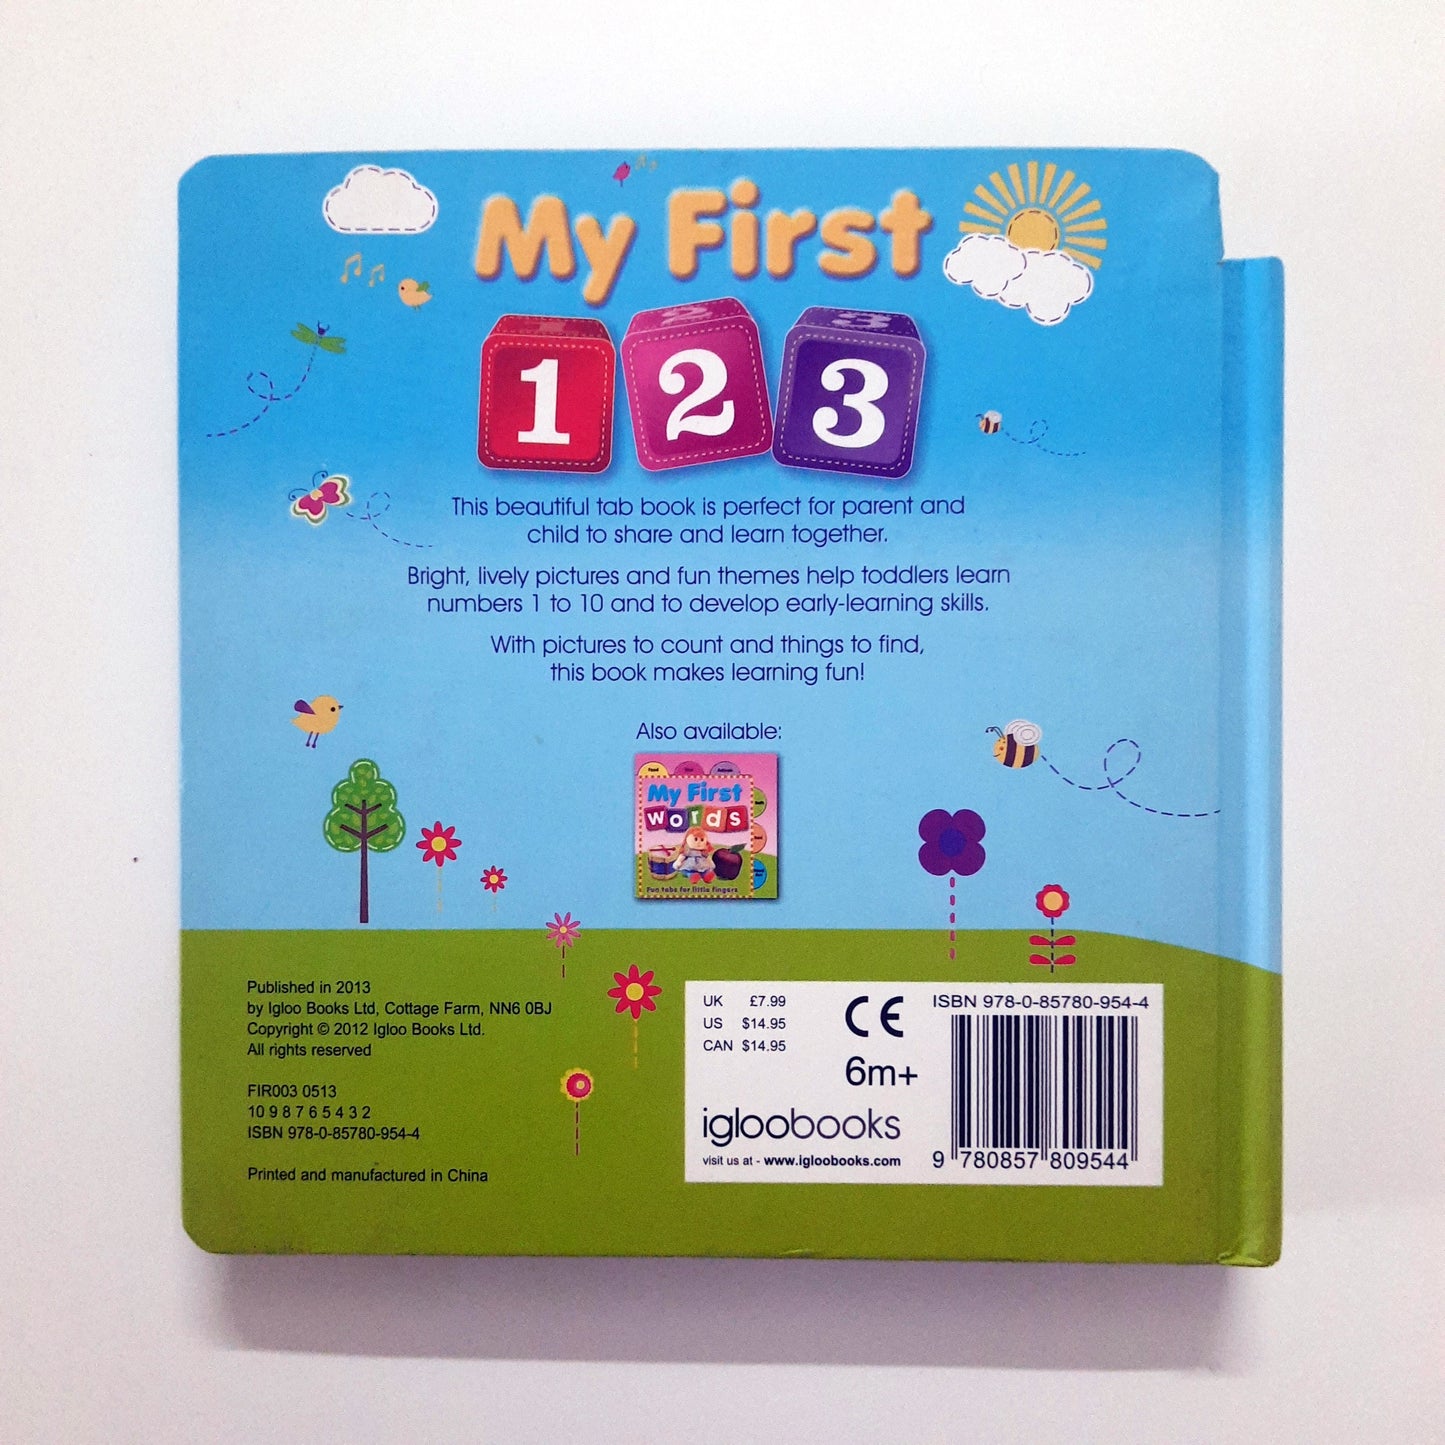 My First
1 2 3
This beautiful tab book is perfect for parent and
child to share and learn together.
Bright, lively pictures and fun themes help toddlers learn
numbers 1 to 10 and to develop early-learning skills.
With pictures to count and things to find,
this book makes learning fun!
Also available:
My First
words
Fun tabs for little fingers
Published in 2013
by Igloo Books Ltd, Cottage Farm, NN6 0BJ
Copyright © 2012 Igloo Books Ltd.
All rights reserved
FIR003 0513
10 9 8 7 6 5 4 3 2
ISBN 978-0-85780-954-4
Printed and manufactured in China
UK £7.99
US $14.95
CAN $14.95
CE
6m+
igloobooks
visit us at - www.igloobooks.com
ISBN 978-0-85780-954-4
9 780857 809544